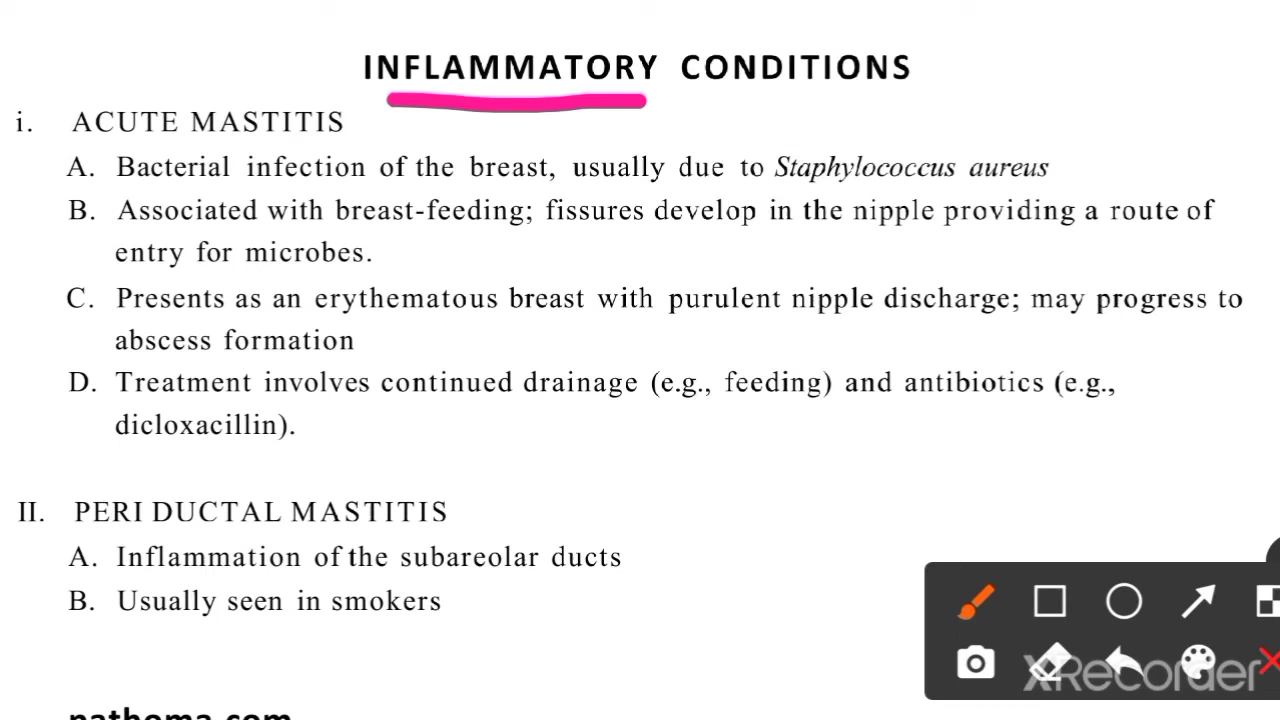 INFLAMMATORY CONDITIONS
i. ACUTE MASTITIS
A. Bacterial infection of the breast, usually due to Staphylococcus aureus
B. Associated with breast-feeding; fissures develop in the nipple providing a route of
entry for microbes.
C. Presents as an erythematous breast with purulent nipple discharge; may progress to
abscess formation
D. Treatment involves continued drainage (e.g., feeding) and antibiotics (e.g.,
dicloxacillin).
II. PERI DUCTAL MASTITIS
A. Inflammation of the subareolar ducts
B. Usually seen in smokers
XRecorder
pathoma.com